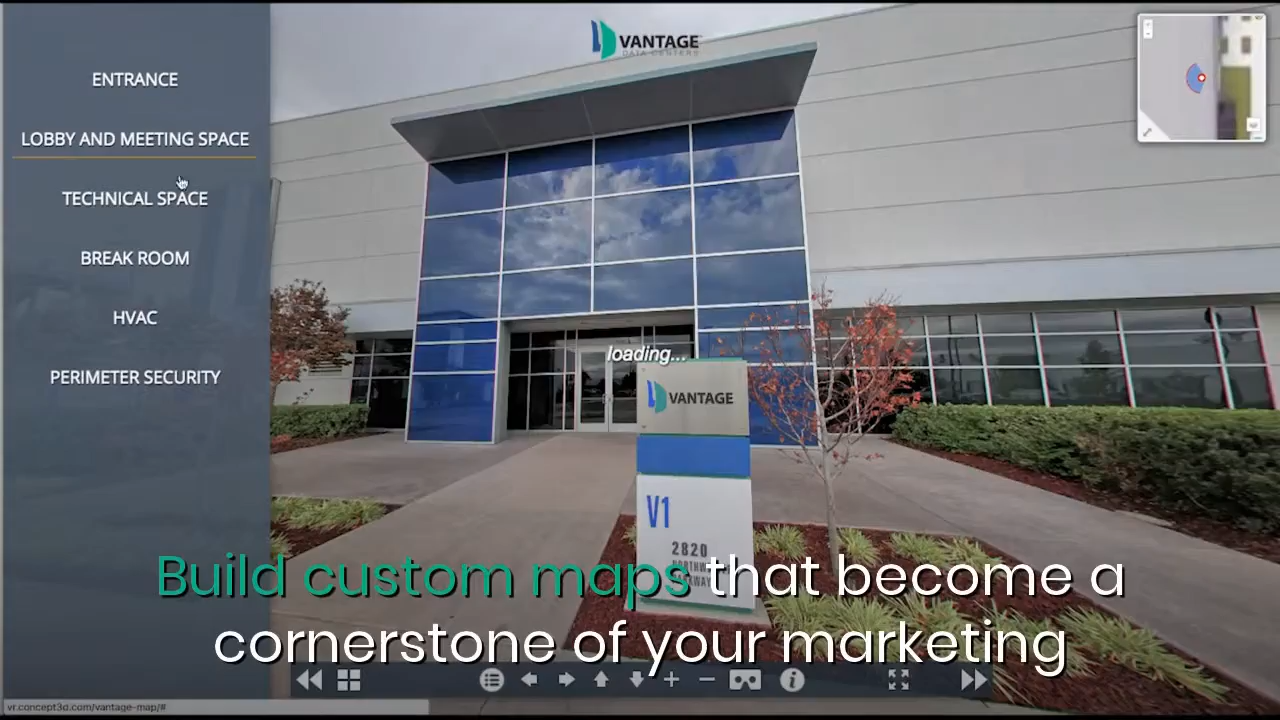 VANTAGE
DATA CENTERS
ENTRANCE
LOBBY AND MEETING SPACE
TECHNICAL SPACE
BREAK ROOM
HVAC
PERIMETER SECURITY
loading...
VANTAGE
V1
2820
Build custom maps that become a
cornerstone of your marketing
vr.concept3d.com/vantage-map/#